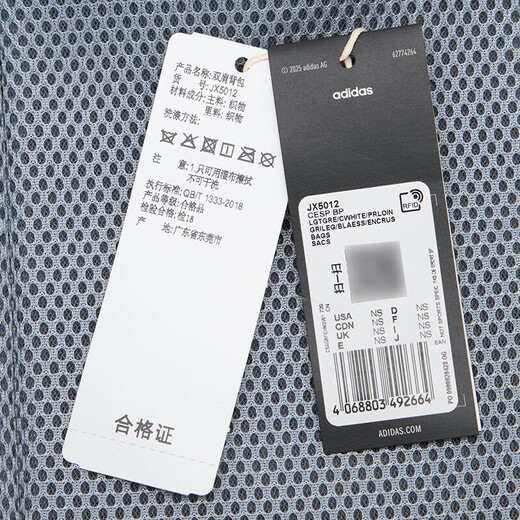 产品名称:双肩背包
货 号:JX5012
材料成分:主料:织物
里料:织物
洗涤方法:
注 意:1.只可用湿布擦拭
不可干洗
执行标准:QB/T 1333-2018
产品等级:合格品
检验合格:检18
产 地:广东省东莞市
合格证
© 2025 adidas AG
62774264
adidas
JX5012
CESP BP
LGTGRE/CWHITE/PRLOIN
GRILEG/BLAESS/ENCRUS
BAGS
SACS
RFID
扫一扫
USA NS D NS
CDN NS F NS
UK NS I NS
E NS J NS
4 068803 492664
ADIDAS.COM